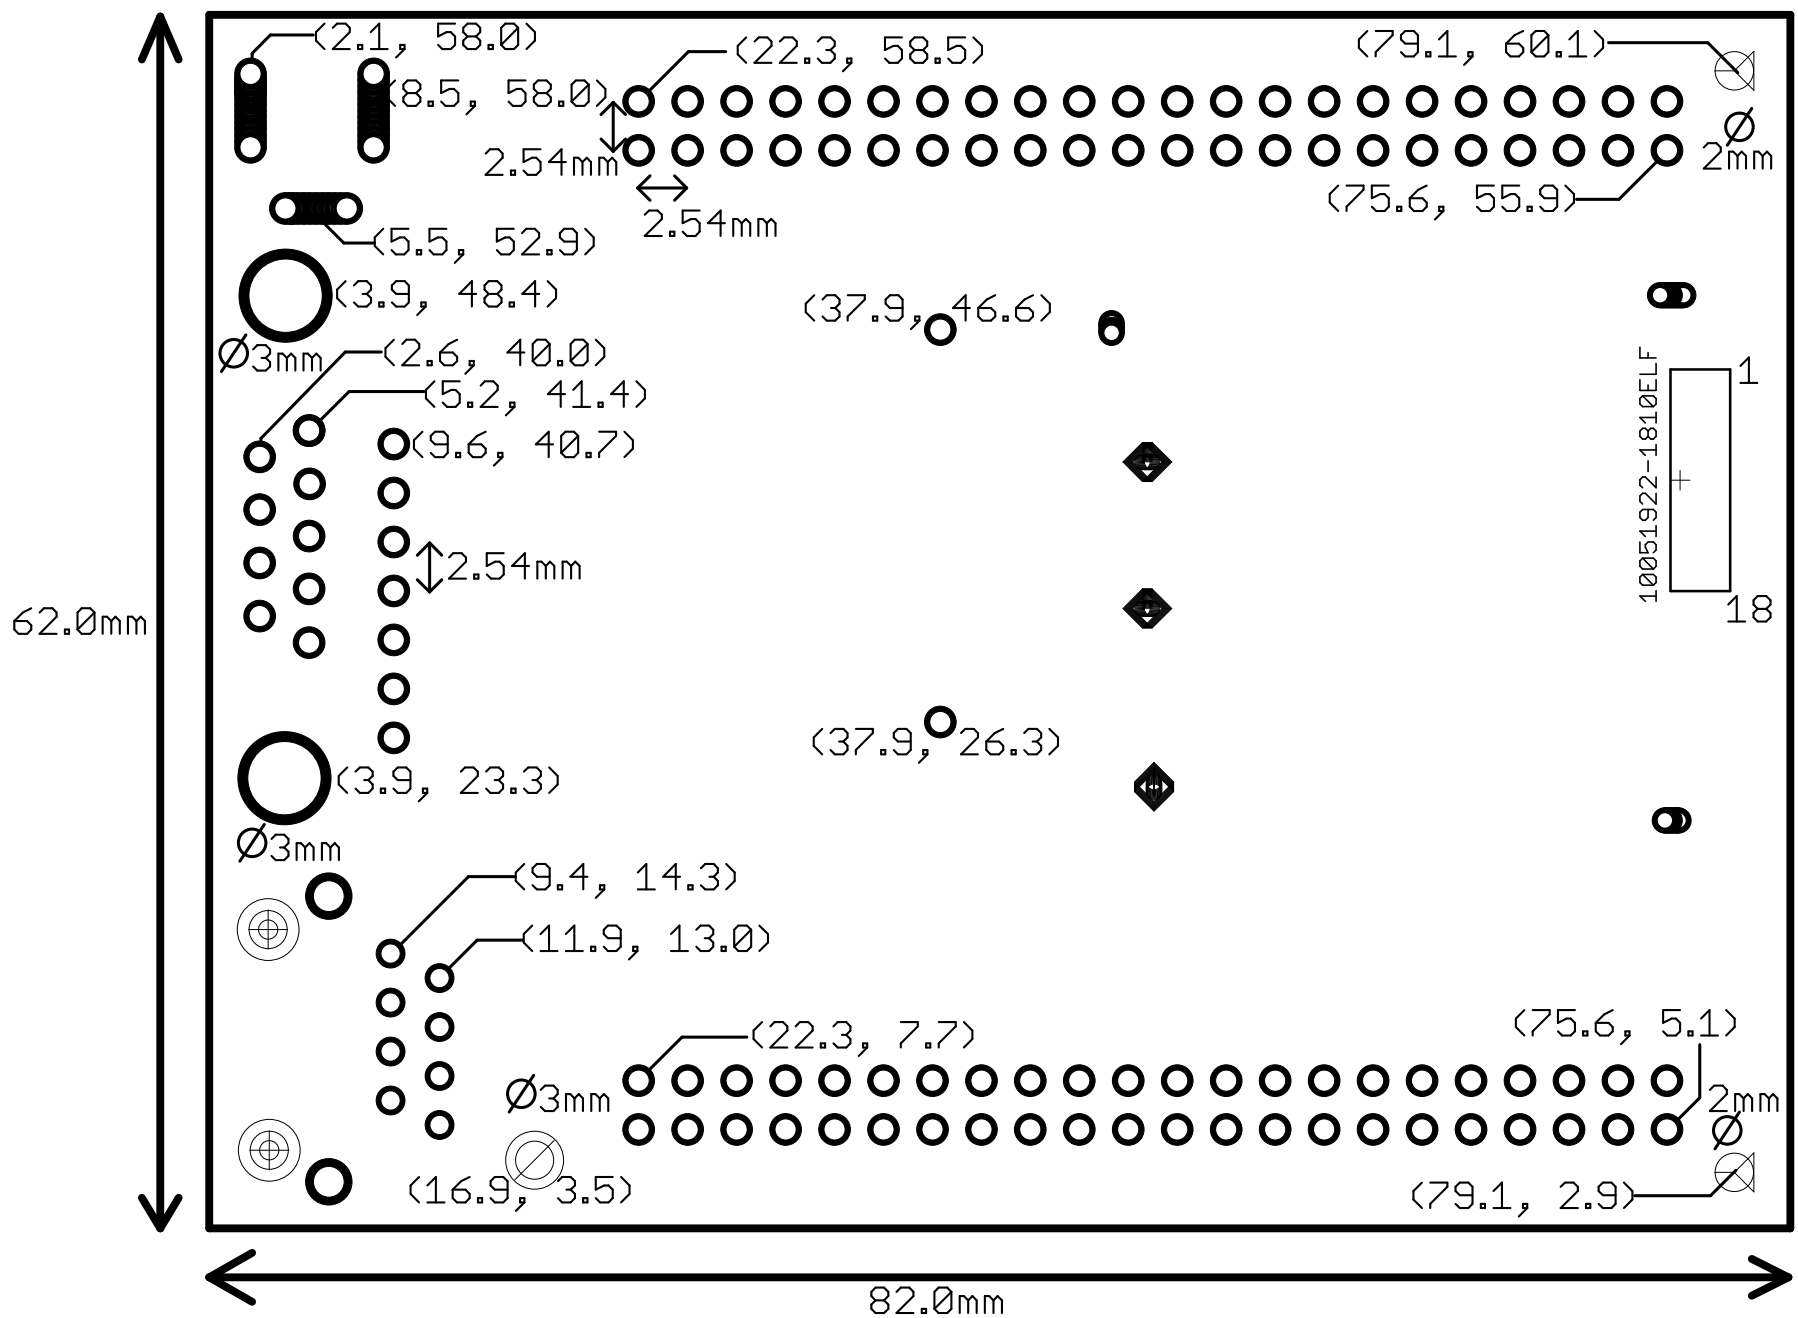 (2.1, 58.0)
(22.3, 58.5)
(79.1, 60.1)
(8.5, 58.0)
2.54mm
Ø
2mm
(75.6, 55.9)
2.54mm
(5.5, 52.9)
(3.9, 48.4)
(37.9, 46.6)
Ø3mm
(2.6, 40.0)
(5.2, 41.4)
(9.6, 40.7)
10051922-1810ELF
1
2.54mm
62.0mm
18
(37.9, 26.3)
(3.9, 23.3)
Ø3mm
(9.4, 14.3)
(11.9, 13.0)
(75.6, 5.1)
(22.3, 7.7)
Ø3mm
2mm
Ø
(16.9, 3.5)
(79.1, 2.9)
82.0mm